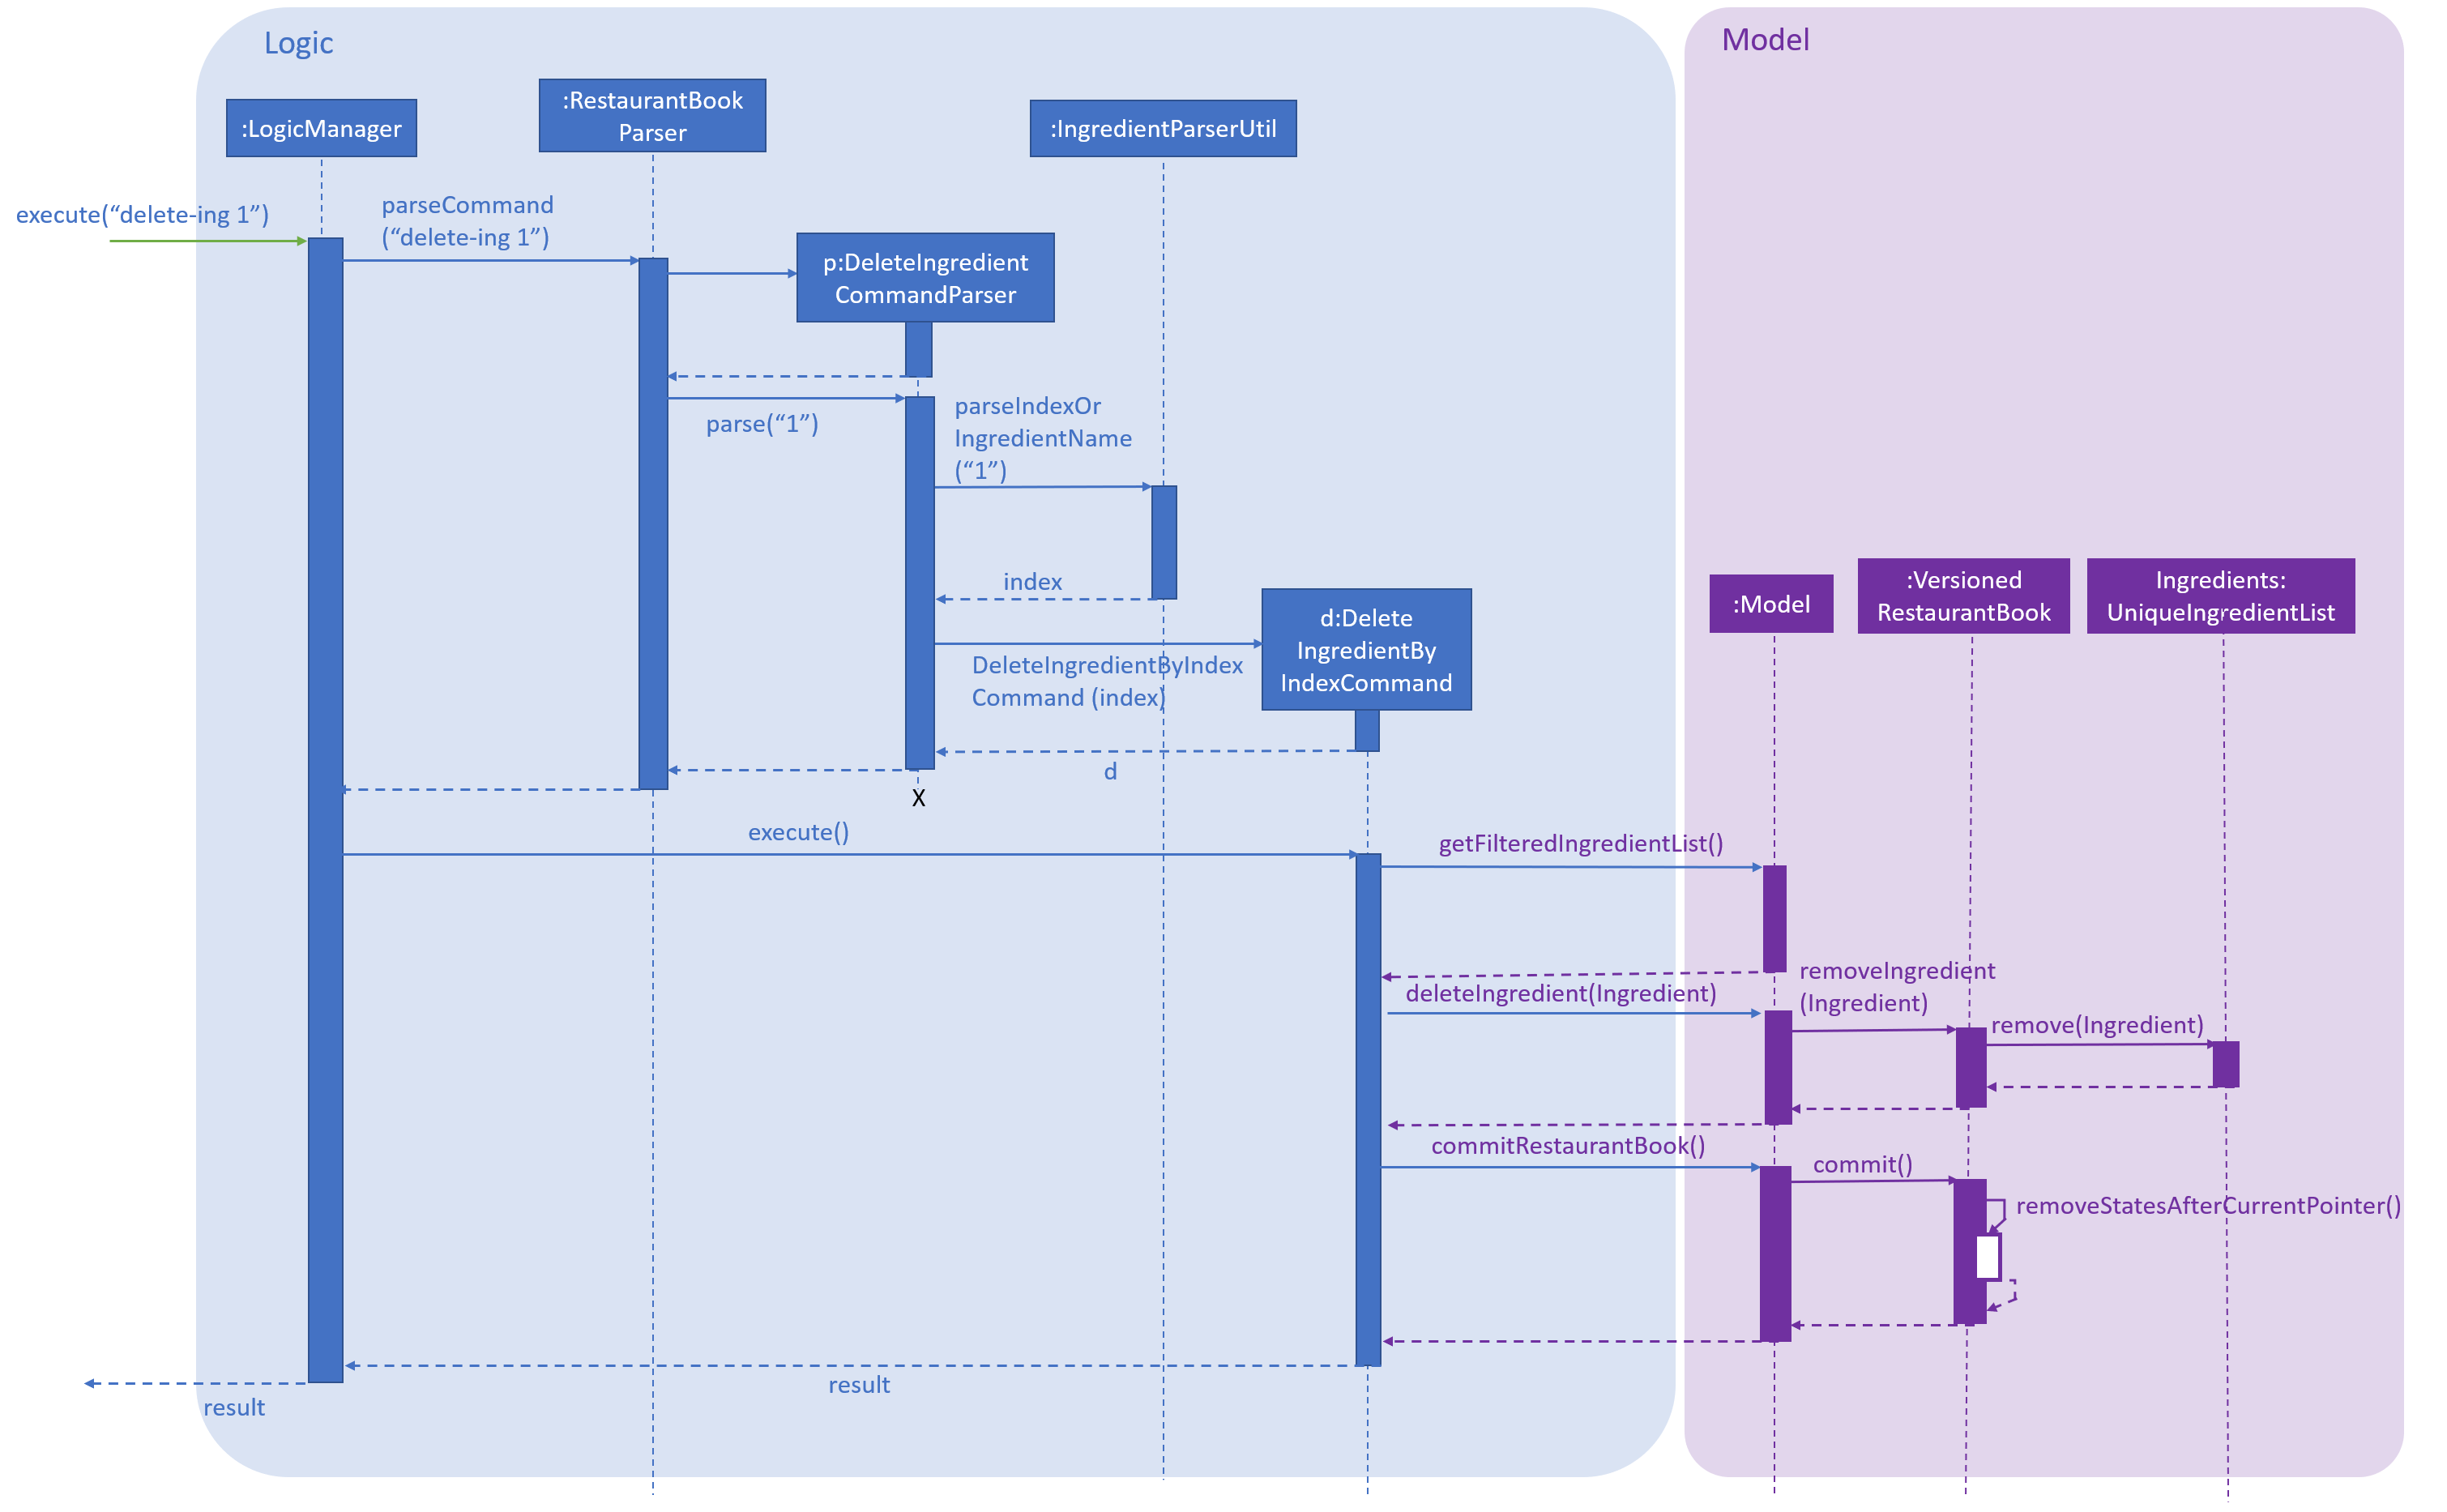 Logic
Model
:LogicManager
:RestaurantBook
Parser
:IngredientParserUtil
execute(“delete-ing 1”)
parseCommand
(“delete-ing 1”)
p:DeleteIngredient
CommandParser
parse(“1”)
parseIndexOr
IngredientName
(“1”)
index
DeleteIngredientByIndex
Command (index)
d:Delete
IngredientBy
IndexCommand
:Model
:Versioned
RestaurantBook
Ingredients:
UniqueIngredientList
d
X
execute()
getFilteredIngredientList()
deleteIngredient(Ingredient)
removeIngredient
(Ingredient)
remove(Ingredient)
commitRestaurantBook()
commit()
removeStatesAfterCurrentPointer()
result
result